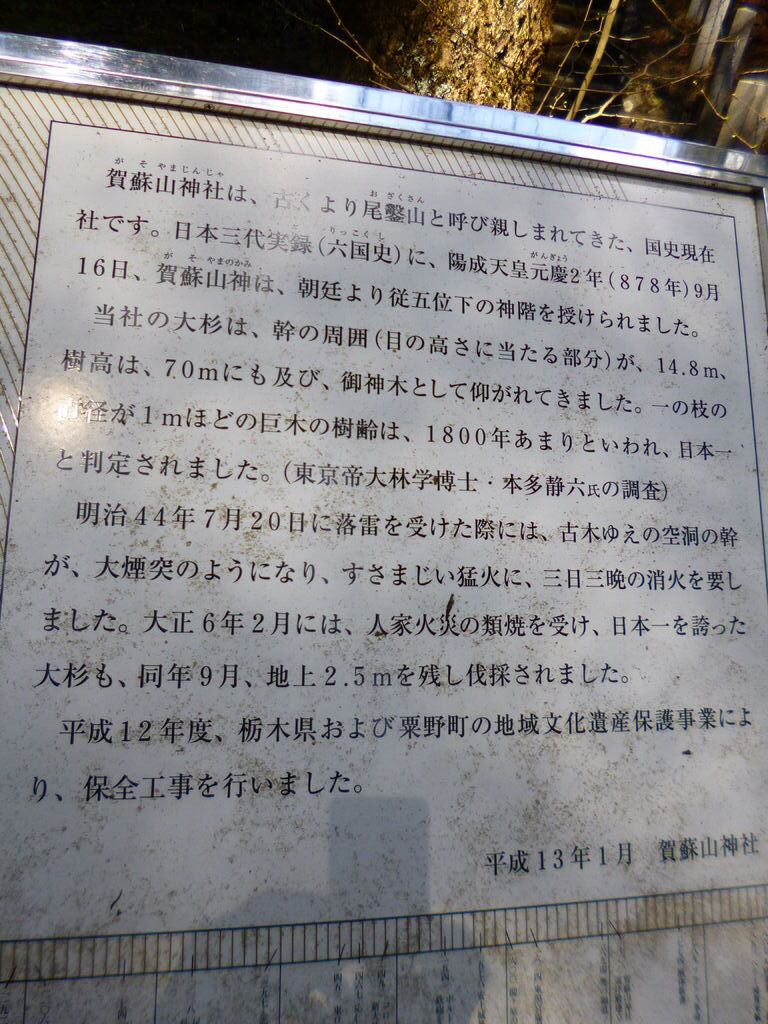 がそやまじんじゃ おざくさん
賀蘇山神社は、古くより尾鑿山と呼び親しまれてきた、国史現在
りっこくし がんぎょう
社です。日本三代実録(六国史)に、陽成天皇元慶2年(878年)9月
がそやまのかみ
16日、賀蘇山神は、朝廷より従五位下の神階を授けられました。
当社の大杉は、幹の周囲(目の高さに当たる部分)が、14.8m、
樹高は、70mにも及び、御神木として仰がれてきました。一の枝の
直径が1mほどの巨木の樹齢は、1800年あまりといわれ、日本一
と判定されました。(東京帝大林学博士・本多静六氏の調査)
明治44年7月20日に落雷を受けた際には、古木ゆえの空洞の幹
が、大煙突のようになり、すさまじい猛火に、三日三晩の消火を要し
ました。大正6年2月には、人家火災の類焼を受け、日本一を誇った
大杉も、同年9月、地上2.5mを残し伐採されました。
平成12年度、栃木県および粟野町の地域文化遺産保護事業によ
り、保全工事を行いました。
平成13年1月 賀蘇山神社